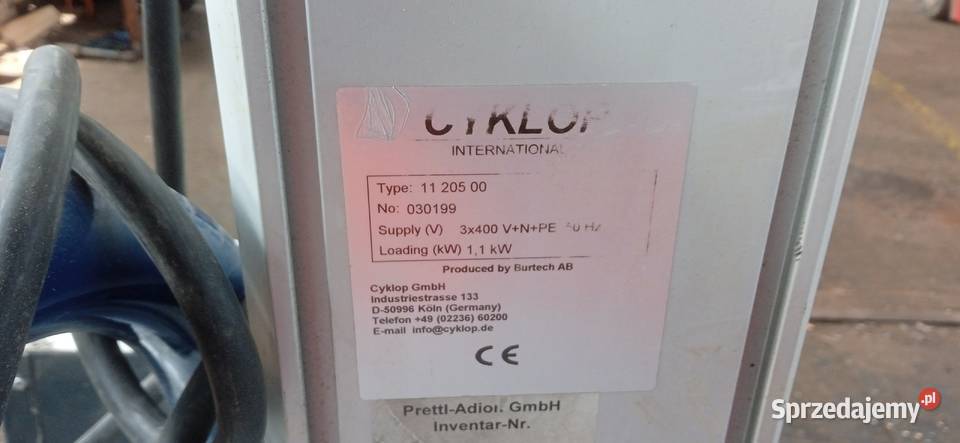 CYKLOP
INTERNATIONAL
Type: 11 205 00
No: 030199
Supply (V) 3x400 V+N+PE Hz
Loading (kW) 1,1 kW
Produced by Burtech AB
Cyklop GmbH
Industriestrasse 133
D-50996 Köln (Germany)
Telefon +49 (02236) 60200
E-mail info@cyklop.de
CE
GmbH
Inventar-Nr.
Sprzedajemy.pl